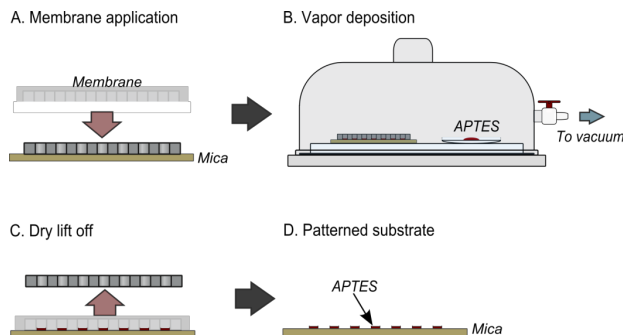 A. Membrane application
B. Vapor deposition
Membrane
APTES
To vacuum
Mica
C. Dry lift off
D. Patterned substrate
APTES
Mica